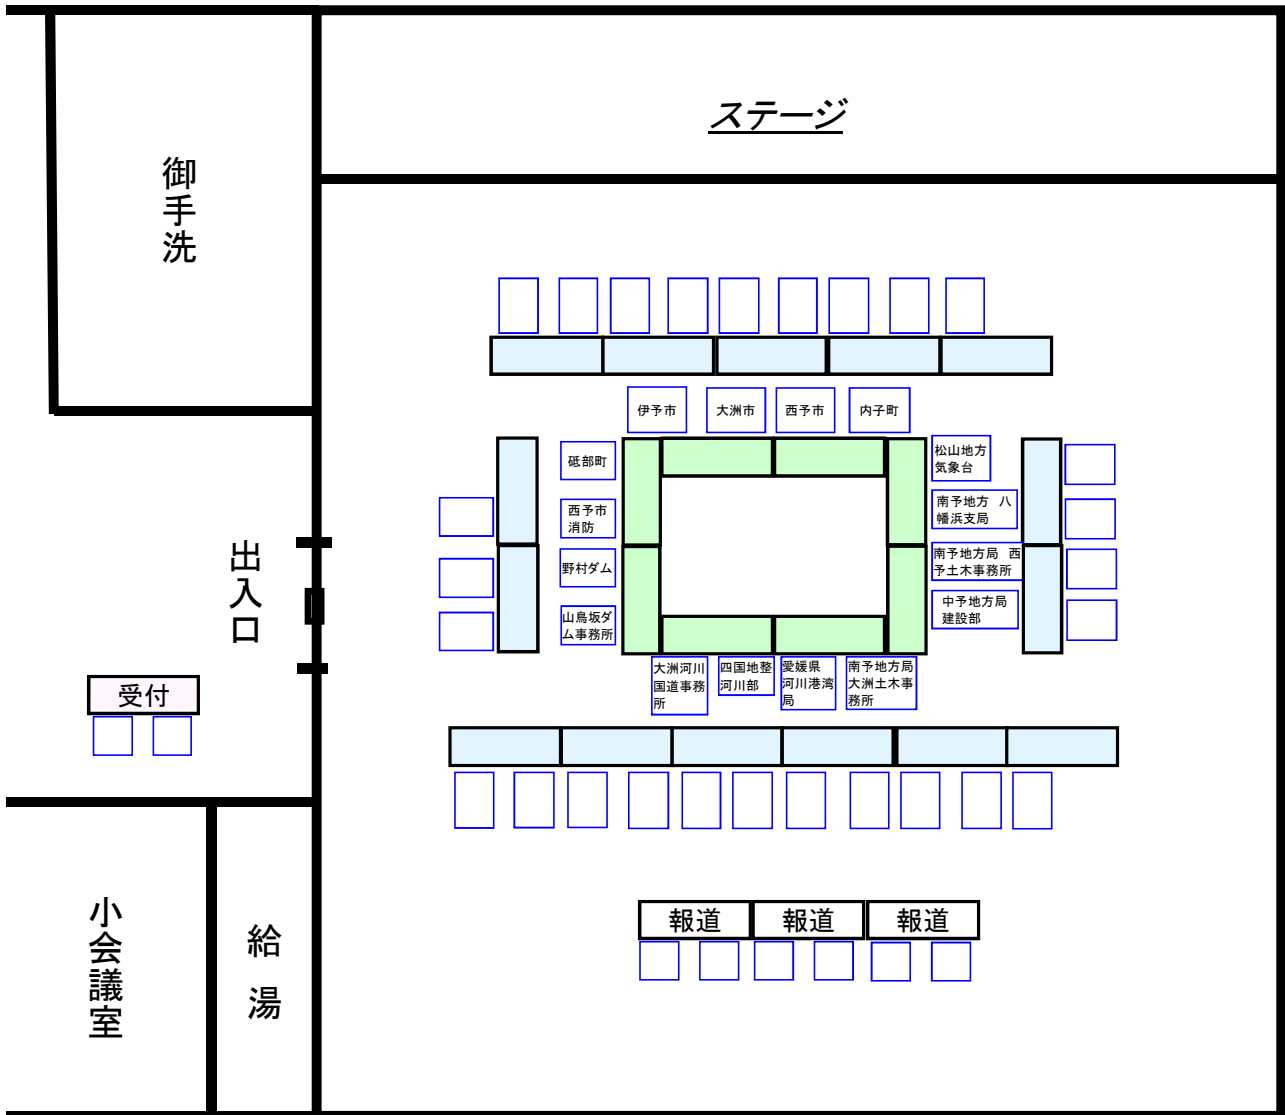 ステージ
御手洗
伊予市
大洲市
西予市
内子町
砥部町
西予市
消防
野村ダム
山鳥坂ダ
ム事務所
松山地方
気象台
南予地方　八
幡浜支局
南予地方局　西
予土木事務所
中予地方局
建設部
大洲河川
国道事務
所
四国地整
河川部
愛媛県
河川港湾
局
南予地方局
大洲土木事
務所
出入口
受付
小会議室
給湯
報道
報道
報道